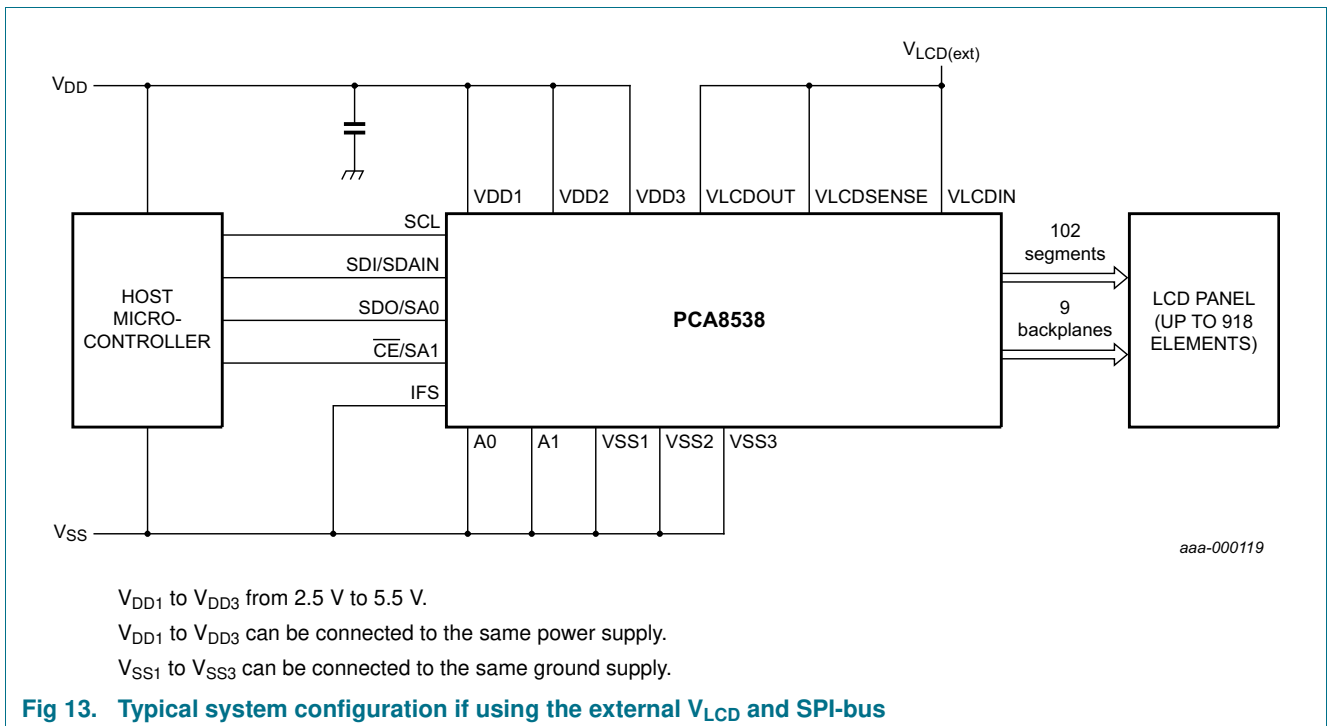 VLCD(ext)
VDD
VDD1 VDD2 VDD3 VLCDOUT VLCDSENSE VLCDIN
SCL
SDI/SDAIN
SDO/SA0
CE/SA1
IFS
HOST
MICRO-
CONTROLLER
PCA8538
102
segments
9
backplanes
LCD PANEL
(UP TO 918
ELEMENTS)
A0 A1 VSS1 VSS2 VSS3
VSS
aaa-000119
VDD1 to VDD3 from 2.5 V to 5.5 V.
VDD1 to VDD3 can be connected to the same power supply.
VSS1 to VSS3 can be connected to the same ground supply.
Fig 13. Typical system configuration if using the external VLCD and SPI-bus